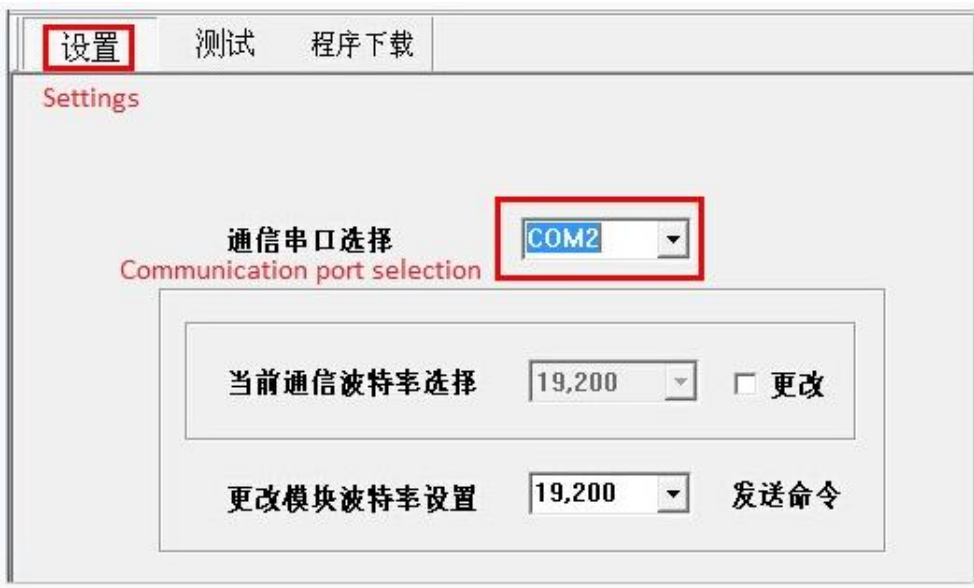 设置 测试 程序下载
Settings
通信串口选择 COM2
Communication port selection
当前通信波特率选择 19,200 更改
更改模块波特率设置 19,200 发送命令